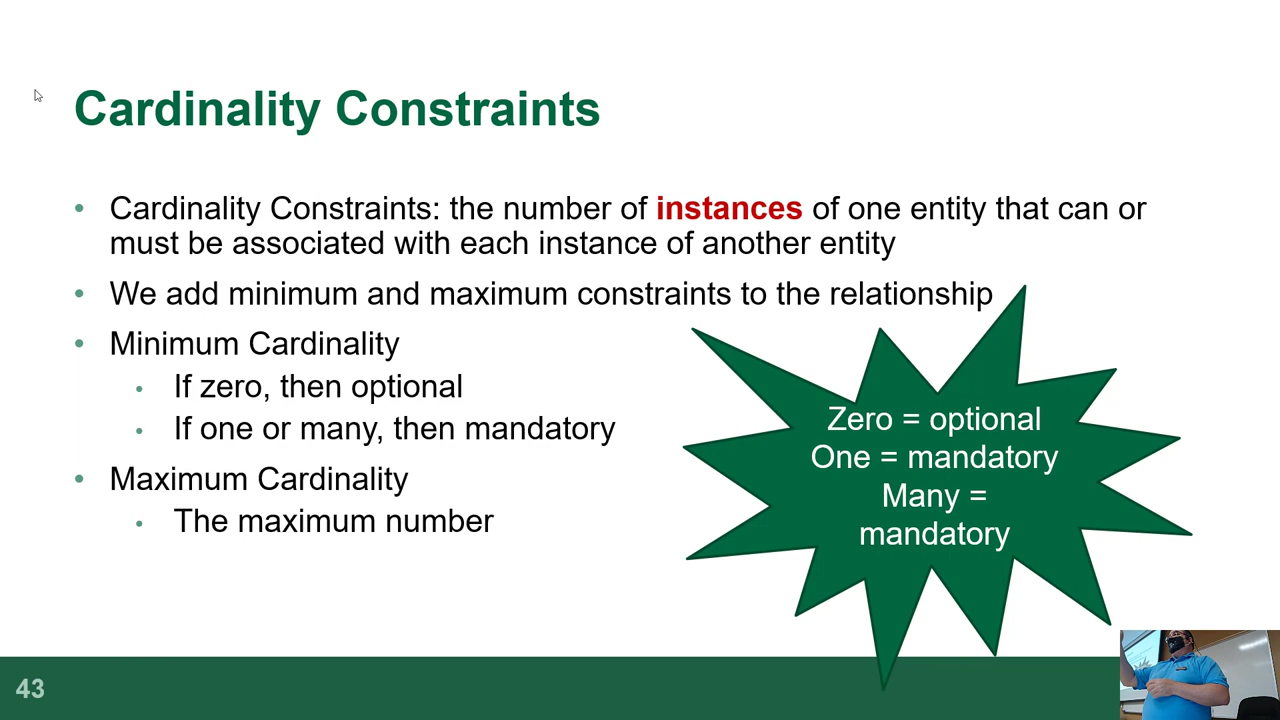 Cardinality Constraints
• Cardinality Constraints: the number of instances of one entity that can or
must be associated with each instance of another entity
• We add minimum and maximum constraints to the relationship
• Minimum Cardinality
• If zero, then optional
• If one or many, then mandatory
• Maximum Cardinality
• The maximum number
Zero = optional
One = mandatory
Many =
mandatory
43